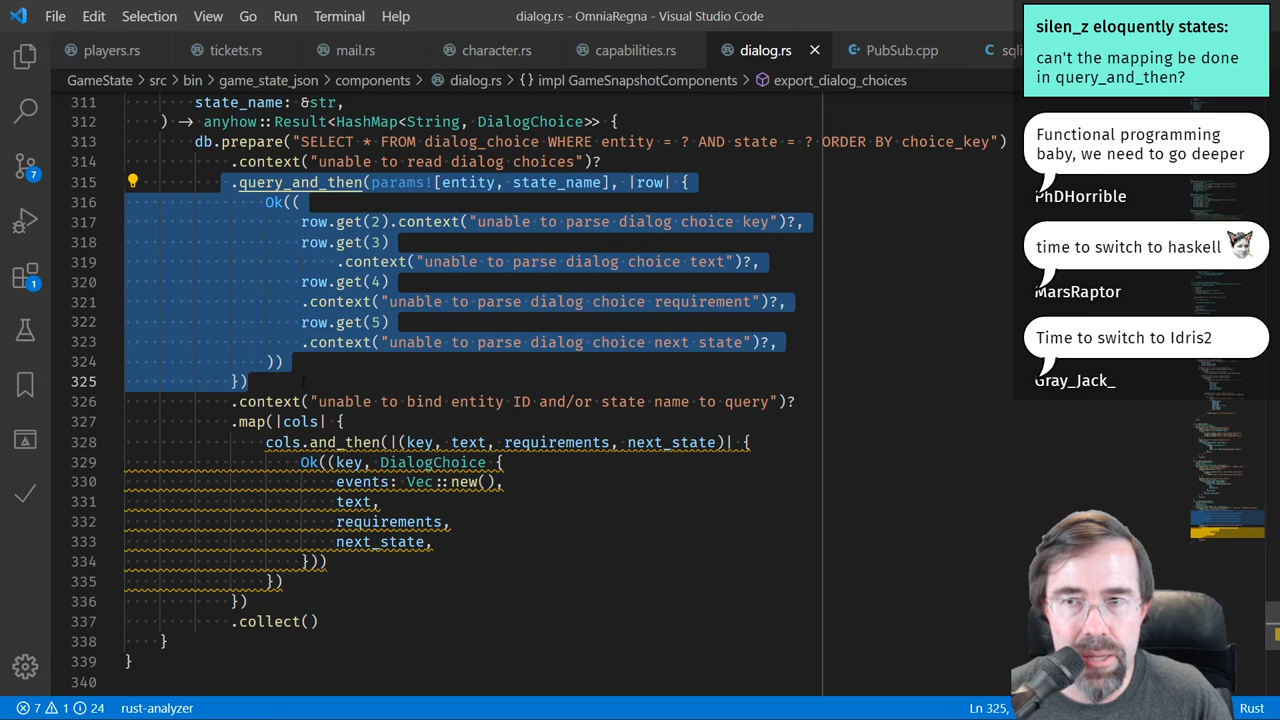 File Edit Selection View Go Run Terminal Help dialog.rs - OmniaRegna - Visual Studio Code
players.rs tickets.rs mail.rs character.rs capabilities.rs dialog.rs PubSub.cpp sqli
GameState > src > bin > game_state_json > components > dialog.rs > {} impl GameSnapshotComponents > export_dialog_choices
311 state_name: &str,
312 ) -> anyhow::Result<HashMap<String, DialogChoice>> {
313 db.prepare("SELECT * FROM dialog_choice WHERE entity = ? AND state = ? ORDER BY choice_key")
314 .context("unable to read dialog choices")?
315 .query_and_then(params![entity, state_name], |row| {
316 Ok((
317 row.get(2).context("unable to parse dialog choice key")?,
318 row.get(3)
319 .context("unable to parse dialog choice text")?,
320 row.get(4)
321 .context("unable to parse dialog choice requirement")?,
322 row.get(5)
323 .context("unable to parse dialog choice next state")?,
324 ))
325 })
326 .context("unable to bind entity ID and/or state name to query")?
327 .map(|cols| {
328 cols.and_then(|(key, text, requirements, next_state)| {
329 Ok((key, DialogChoice {
330 events: Vec::new(),
331 text,
332 requirements,
333 next_state,
334 }))
335 })
336 })
337 .collect()
338 }
339 }
340
silen_z eloquently states:
can't the mapping be done
in query_and_then?
Functional programming
baby, we need to go deeper
PhDHorrible
time to switch to haskell
MarsRaptor
Time to switch to Idris2
Gray_Jack_
7
1
7 1 24 rust-analyzer Ln 325, Rust